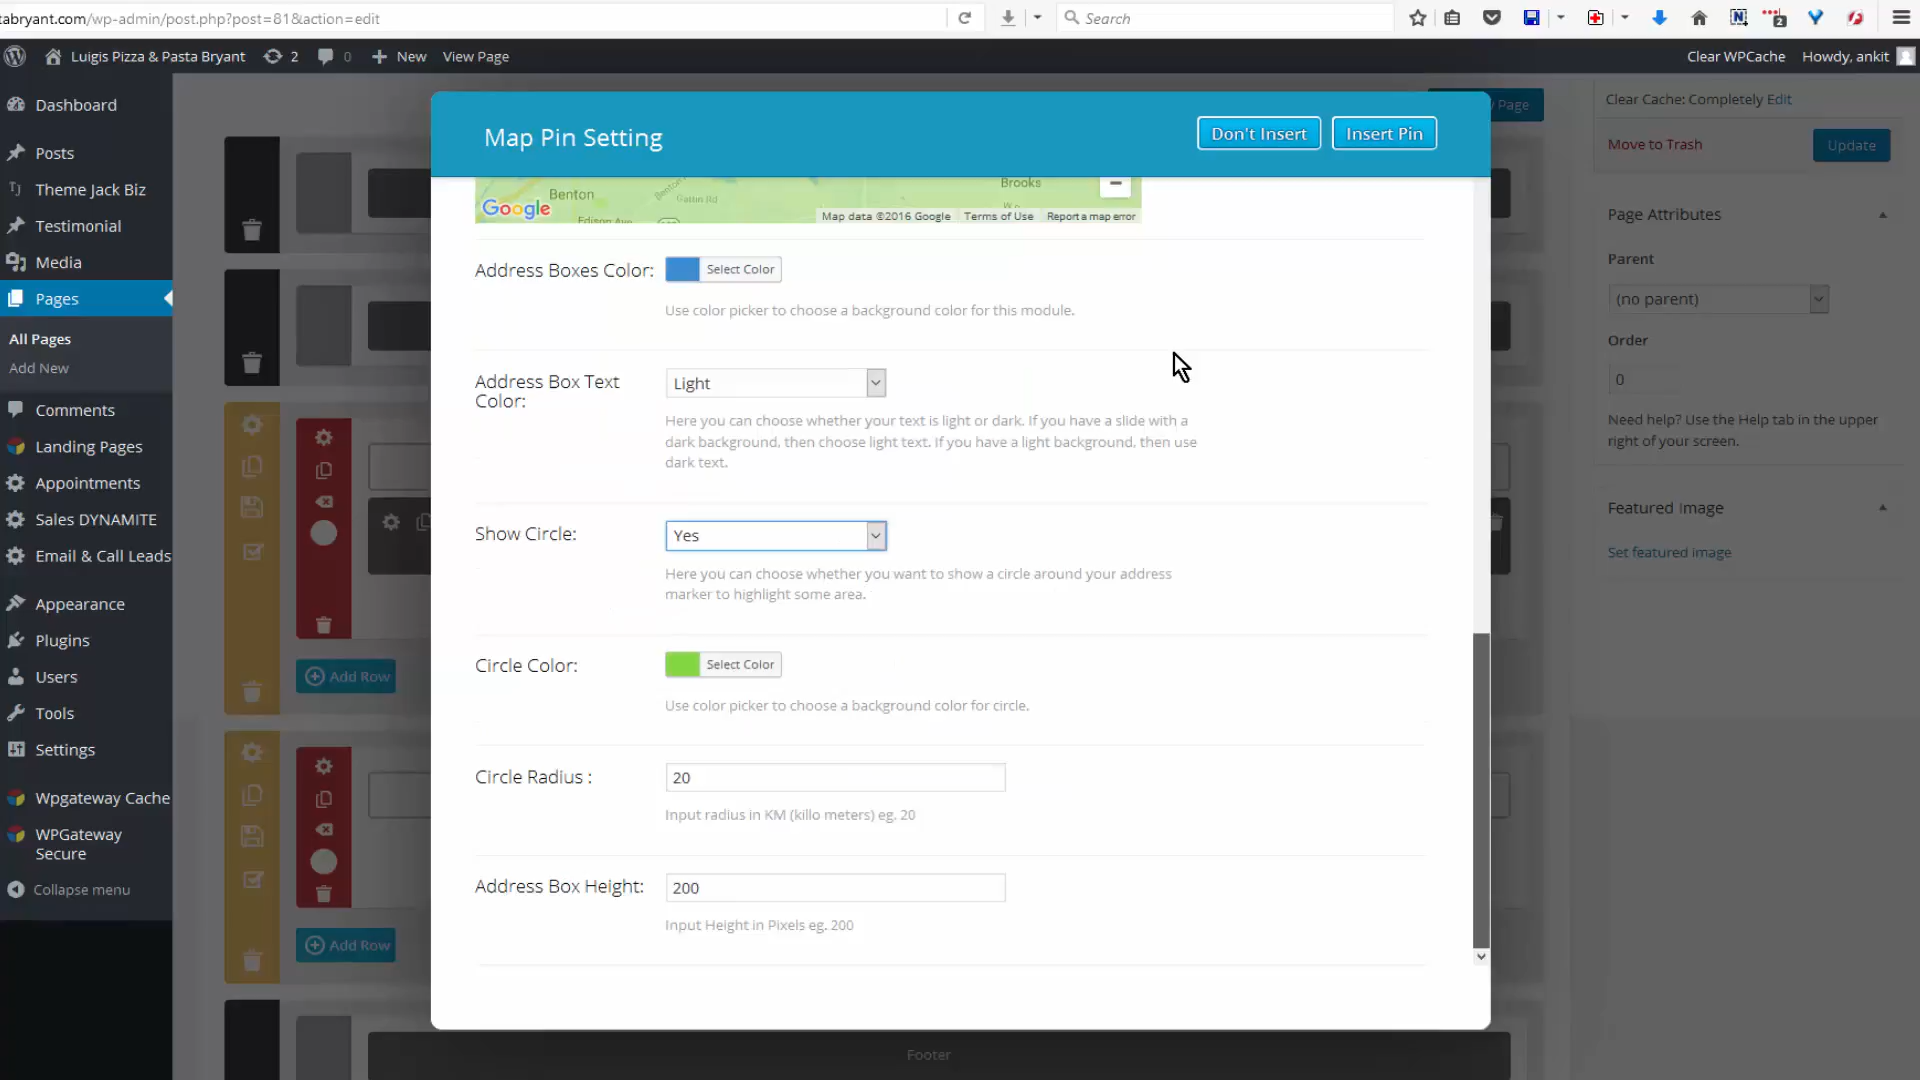 tabryant.com/wp-admin/post.php?post=81&action=edit
Search
2
Luigis Pizza & Pasta Bryant
2
0
New
View Page
Clear WPCache
Howdy, ankit
Dashboard
Posts
Theme Jack Biz
Testimonial
Media
Pages
All Pages
Add New
Comments
Landing Pages
Appointments
Sales DYNAMITE
Email & Call Leads
Appearance
Plugins
Users
Tools
Settings
Wpgateway Cache
WPGateway
Secure
Collapse menu
Add Row
Add Row
Map Pin Setting
Don't Insert
Insert Pin
Benton
Brooks
Edison Ave
Google
Map data ©2016 Google
Terms of Use
Report a map error
Address Boxes Color:
Select Color
Use color picker to choose a background color for this module.
Address Box Text
Color:
Light
Here you can choose whether your text is light or dark. If you have a slide with a
dark background, then choose light text. If you have a light background, then use
dark text.
Show Circle:
Yes
Here you can choose whether you want to show a circle around your address
marker to highlight some area.
Circle Color:
Select Color
Use color picker to choose a background color for circle.
Circle Radius :
20
Input radius in KM (killo meters) eg. 20
Address Box Height:
200
Input Height in Pixels eg. 200
Footer
Page
Clear Cache: Completely Edit
Move to Trash
Update
Page Attributes
Parent
(no parent)
Order
0
Need help? Use the Help tab in the upper
right of your screen.
Featured Image
Set featured image